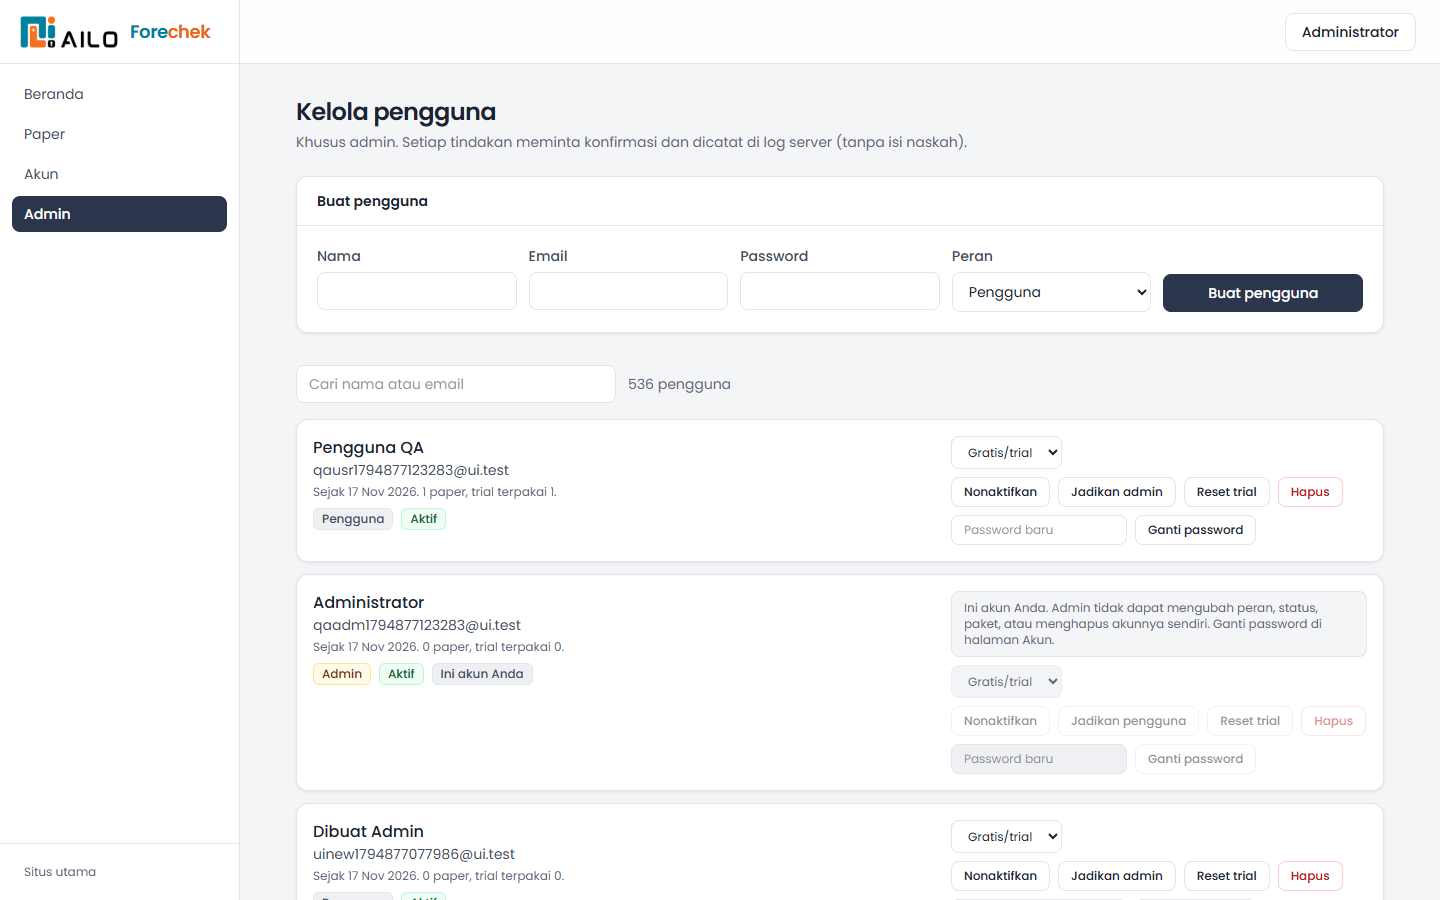 AILO Forechek
Administrator
Beranda
Paper
Akun
Admin
Situs utama
Kelola pengguna
Khusus admin. Setiap tindakan meminta konfirmasi dan dicatat di log server (tanpa isi naskah).
Buat pengguna
Nama Email Password Peran
Pengguna Buat pengguna
Cari nama atau email 536 pengguna
Pengguna QA
qausr1794877123283@ui.test
Sejak 17 Nov 2026. 1 paper, trial terpakai 1.
Pengguna Aktif
Gratis/trial
Nonaktifkan Jadikan admin Reset trial Hapus
Password baru Ganti password
Administrator
qaadm1794877123283@ui.test
Sejak 17 Nov 2026. 0 paper, trial terpakai 0.
Admin Aktif Ini akun Anda
Ini akun Anda. Admin tidak dapat mengubah peran, status,
paket, atau menghapus akunnya sendiri. Ganti password di
halaman Akun.
Gratis/trial
Nonaktifkan Jadikan pengguna Reset trial Hapus
Password baru Ganti password
Dibuat Admin
uinew1794877077986@ui.test
Sejak 17 Nov 2026. 0 paper, trial terpakai 0.
Gratis/trial
Nonaktifkan Jadikan admin Reset trial Hapus